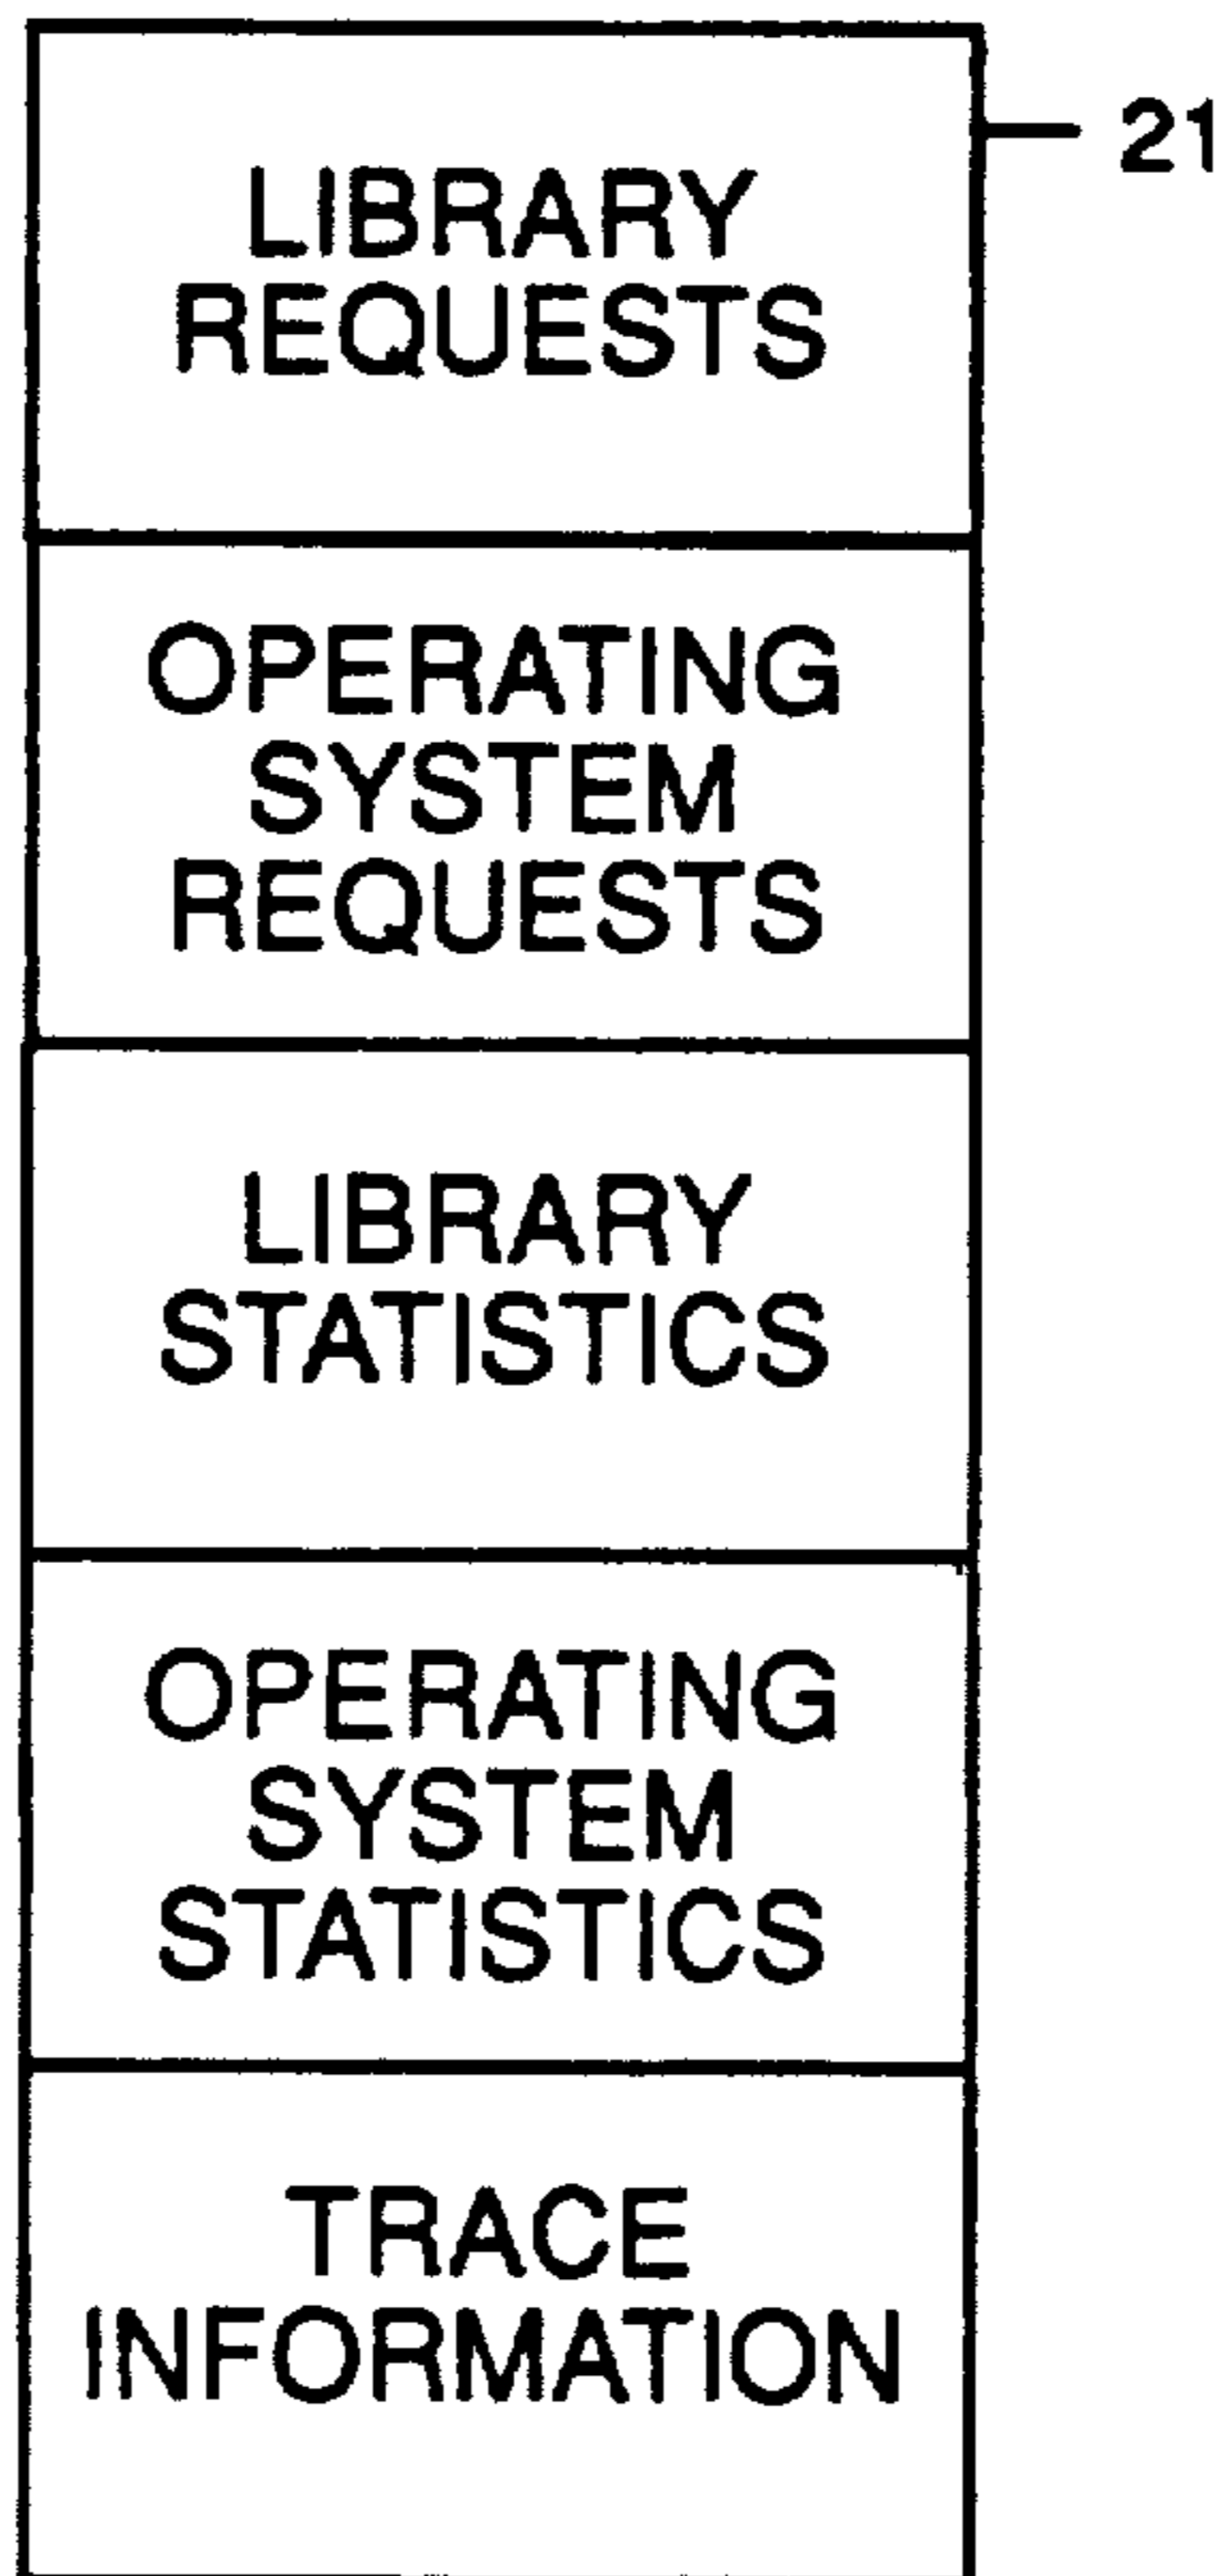 LIBRARY
REQUESTS
21
OPERATING
SYSTEM
REQUESTS
LIBRARY
STATISTICS
OPERATING
SYSTEM
STATISTICS
TRACE
INFORMATION